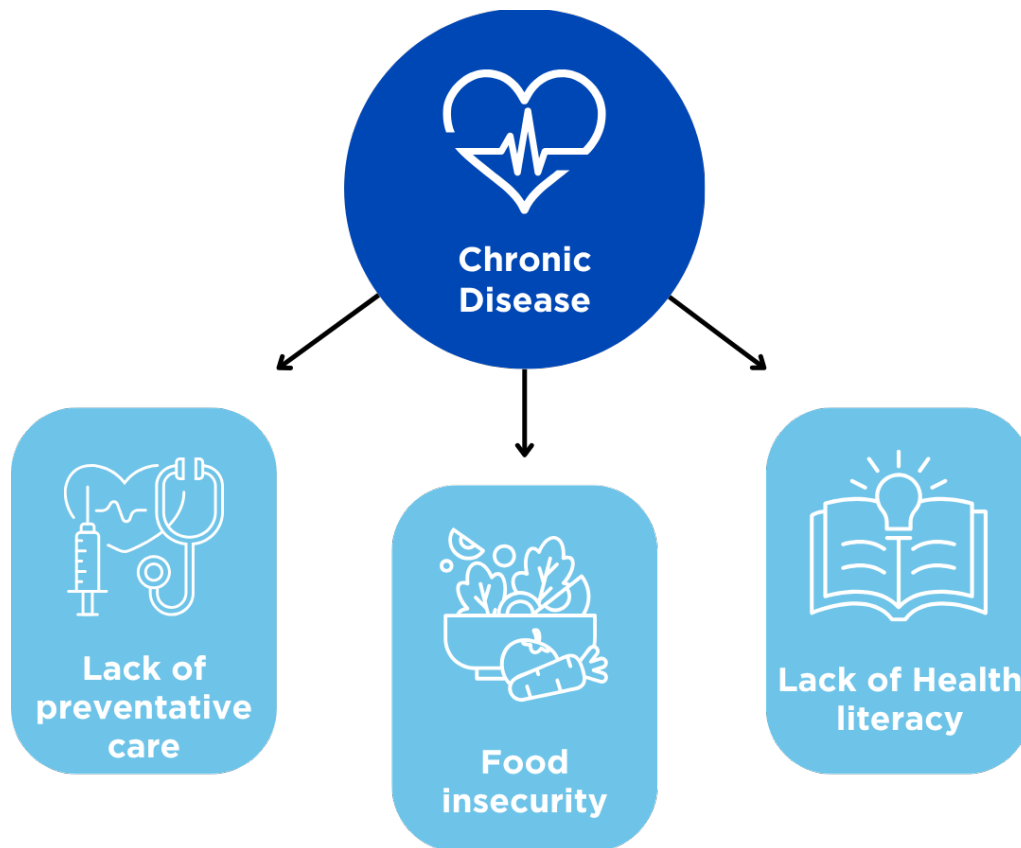 Chronic
Disease
Lack of
preventative
care
Food
insecurity
Lack of Health
literacy